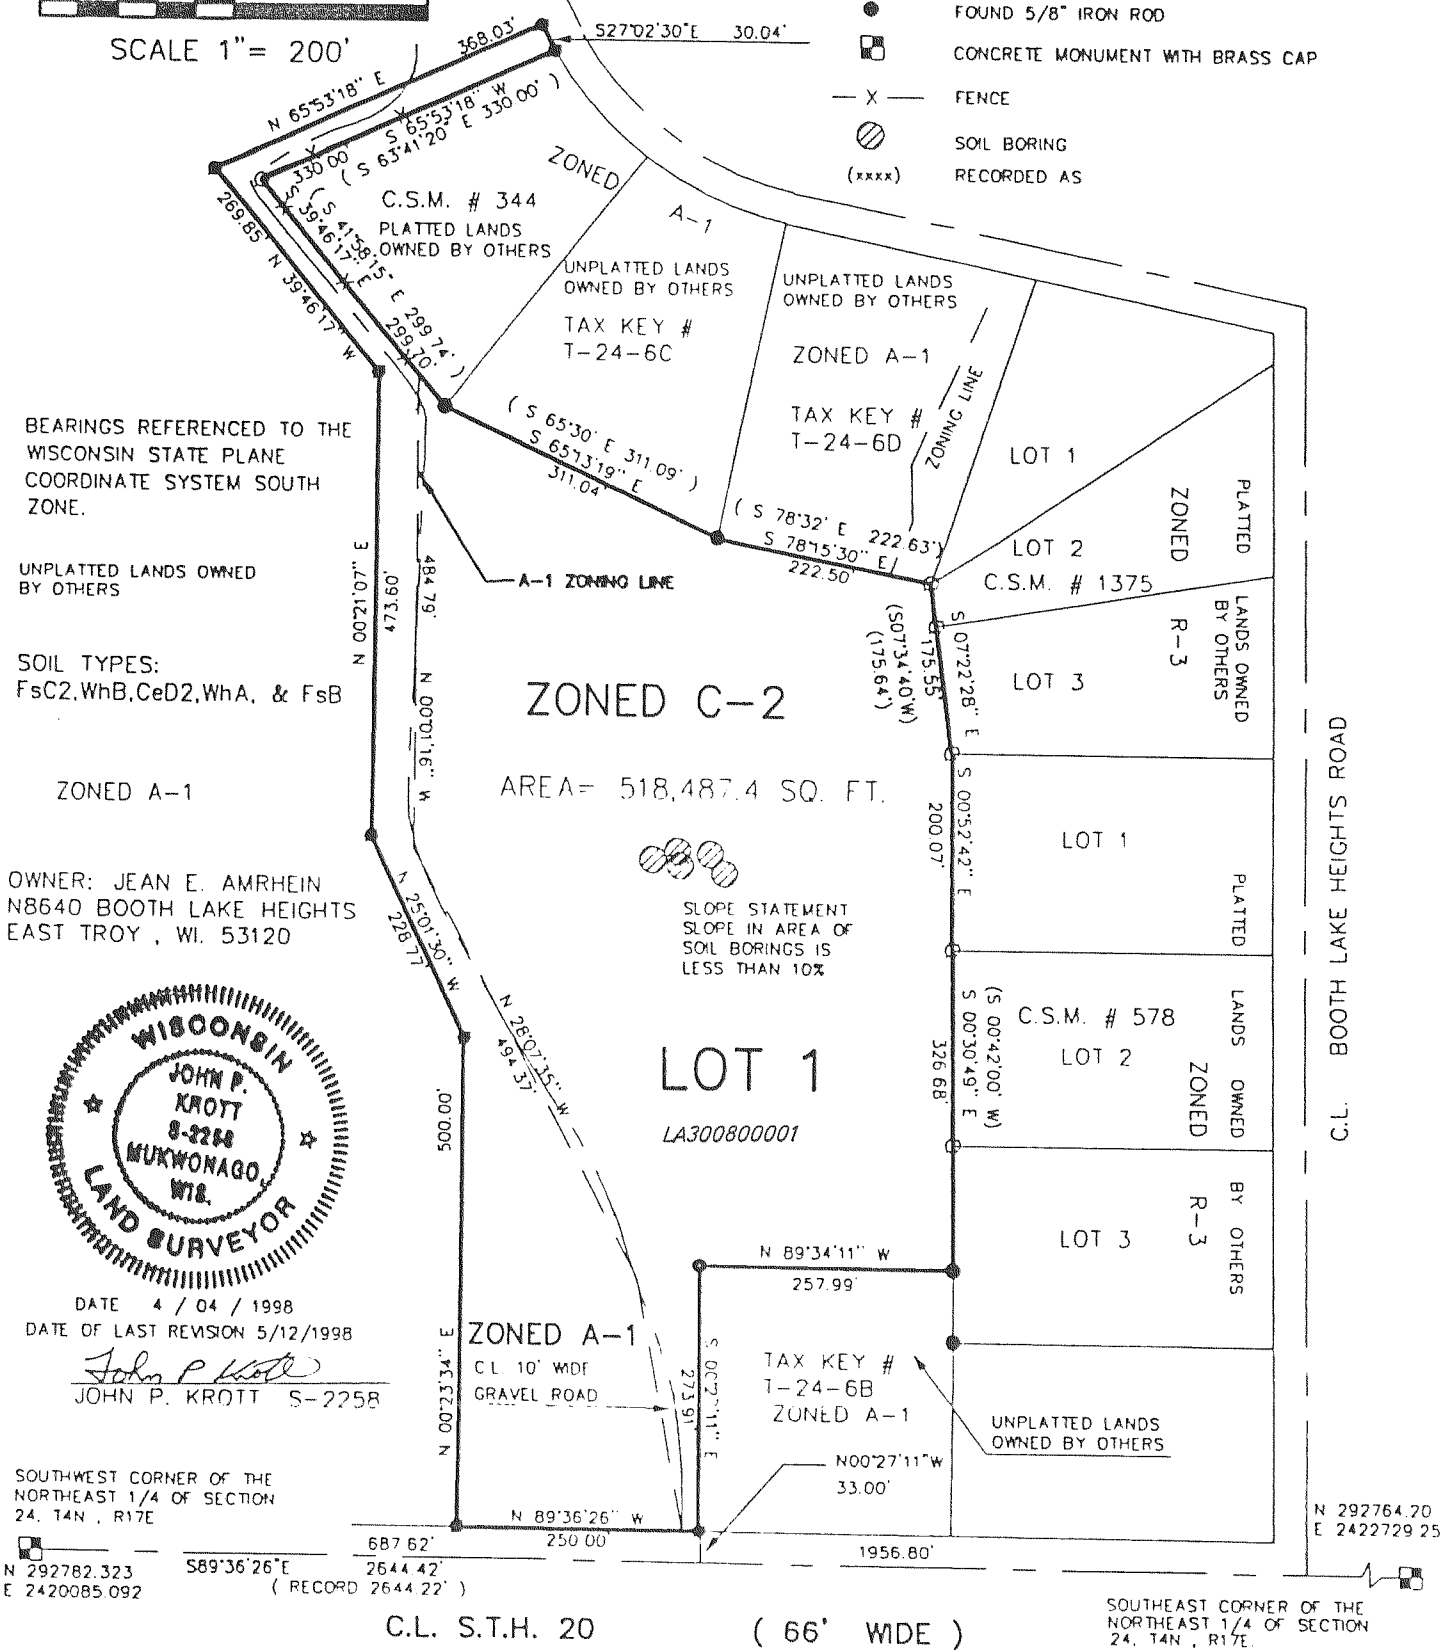 SCALE 1"= 200'
FOUND 5/8" IRON ROD
CONCRETE MONUMENT WITH BRASS CAP
— X — FENCE
SOIL BORING
(xxxx) RECORDED AS
S27°02'30"E 30.04'
368.03'
N 65°53'18" E
S 65°53'18" W
330.00'
( S 63°41'20" E 330.00' )
269.85'
N 39°46'17" W
S 39°46'17" E
299.70'
( S 41°58'15" E 299.74' )
C.S.M. # 344
PLATTED LANDS
OWNED BY OTHERS
ZONED
A-1
UNPLATTED LANDS
OWNED BY OTHERS
TAX KEY #
T-24-6C
UNPLATTED LANDS
OWNED BY OTHERS
ZONED A-1
TAX KEY #
T-24-6D
ZONING LINE
( S 65°30' E 311.09' )
S 65°13'19" E
311.04'
( S 78°32' E 222.63')
S 78°15'30" E
222.50'
LOT 1
LOT 2
C.S.M. # 1375
LOT 3
ZONED
R-3
PLATTED
LANDS OWNED
BY OTHERS
BEARINGS REFERENCED TO THE
WISCONSIN STATE PLANE
COORDINATE SYSTEM SOUTH
ZONE.
UNPLATTED LANDS OWNED
BY OTHERS
SOIL TYPES:
FsC2,WhB,CeD2,WhA, & FsB
ZONED A-1
OWNER: JEAN E. AMRHEIN
N8640 BOOTH LAKE HEIGHTS
EAST TROY , WI. 53120
N 00°21'07" E
473.60'
484.79'
N 00°01'16" W
A-1 ZONING LINE
ZONED C-2
AREA= 518,487.4 SQ. FT.
S 07°22'28" E
175.55'
(S07°34'40"W)
(175.64')
S 00°52'42" E
200.07'
LOT 1
PLATTED
SLOPE STATEMENT
SLOPE IN AREA OF
SOIL BORINGS IS
LESS THAN 10%
N 25°01'30" W
228.77'
N 28°07'35" W
494.37'
LOT 1
LA300800001
(S 00°42'00" W)
S 00°30'49" E
326.68'
C.S.M. # 578
LOT 2
LANDS OWNED
BY OTHERS
ZONED
R-3
LOT 3
C.L. BOOTH LAKE HEIGHTS ROAD
WISCONSIN
JOHN P.
KROTT
S-2258
MUKWONAGO,
WIS.
LAND SURVEYOR
DATE 4 / 04 / 1998
DATE OF LAST REVISION 5/12/1998
John P Krott
JOHN P. KROTT S-2258
500.00'
N 00°23'34" E
ZONED A-1
C.L. 10' WIDE
GRAVEL ROAD
N 89°34'11" W
257.99'
273.91'
TAX KEY #
T-24-6B
ZONED A-1
UNPLATTED LANDS
OWNED BY OTHERS
N00°27'11"W
33.00'
SOUTHWEST CORNER OF THE
NORTHEAST 1/4 OF SECTION
24, T4N , R17E
N 292782.323
E 2420085.092
N 89°36'26" W
250.00'
687.62'
1956.80'
S89°36'26"E 2644.42'
( RECORD 2644.22' )
C.L. S.T.H. 20 ( 66' WIDE )
N 292764.20
E 2422729.25
SOUTHEAST CORNER OF THE
NORTHEAST 1/4 OF SECTION
24, T4N , R17E.